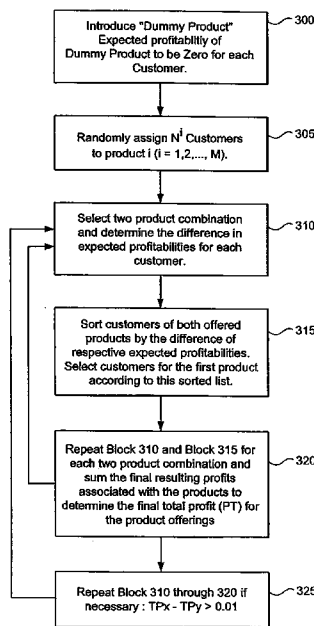 Introduce "Dummy Product"
Expected profitabiltiy of
Dummy Product to be Zero for each
Customer.
300
Randomly assign N^i Customers
to product i (i = 1,2,..., M).
305
Select two product combination
and determine the difference in
expected profitabilities for each
customer.
310
Sort customers of both offered
products by the difference of
respective expected profitabilities.
Select customers for the first product
according to this sorted list.
315
Repeat Block 310 and Block 315 for
each two product combination and
sum the final resulting profits
associated with the products to
determine the final total profit (PT) for
the product offerings
320
Repeat Block 310 through 320 if
necessary : TPx - TPy > 0.01
325